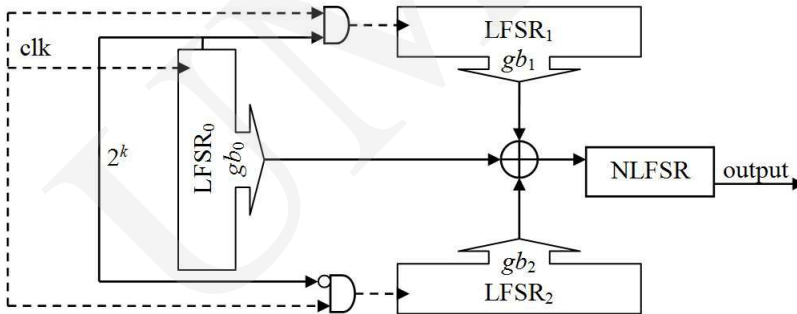 LFSR₁
gb₁
clk
LFSR₀
gb₀
2ᵏ
NLFSR
output
gb₂
LFSR₂